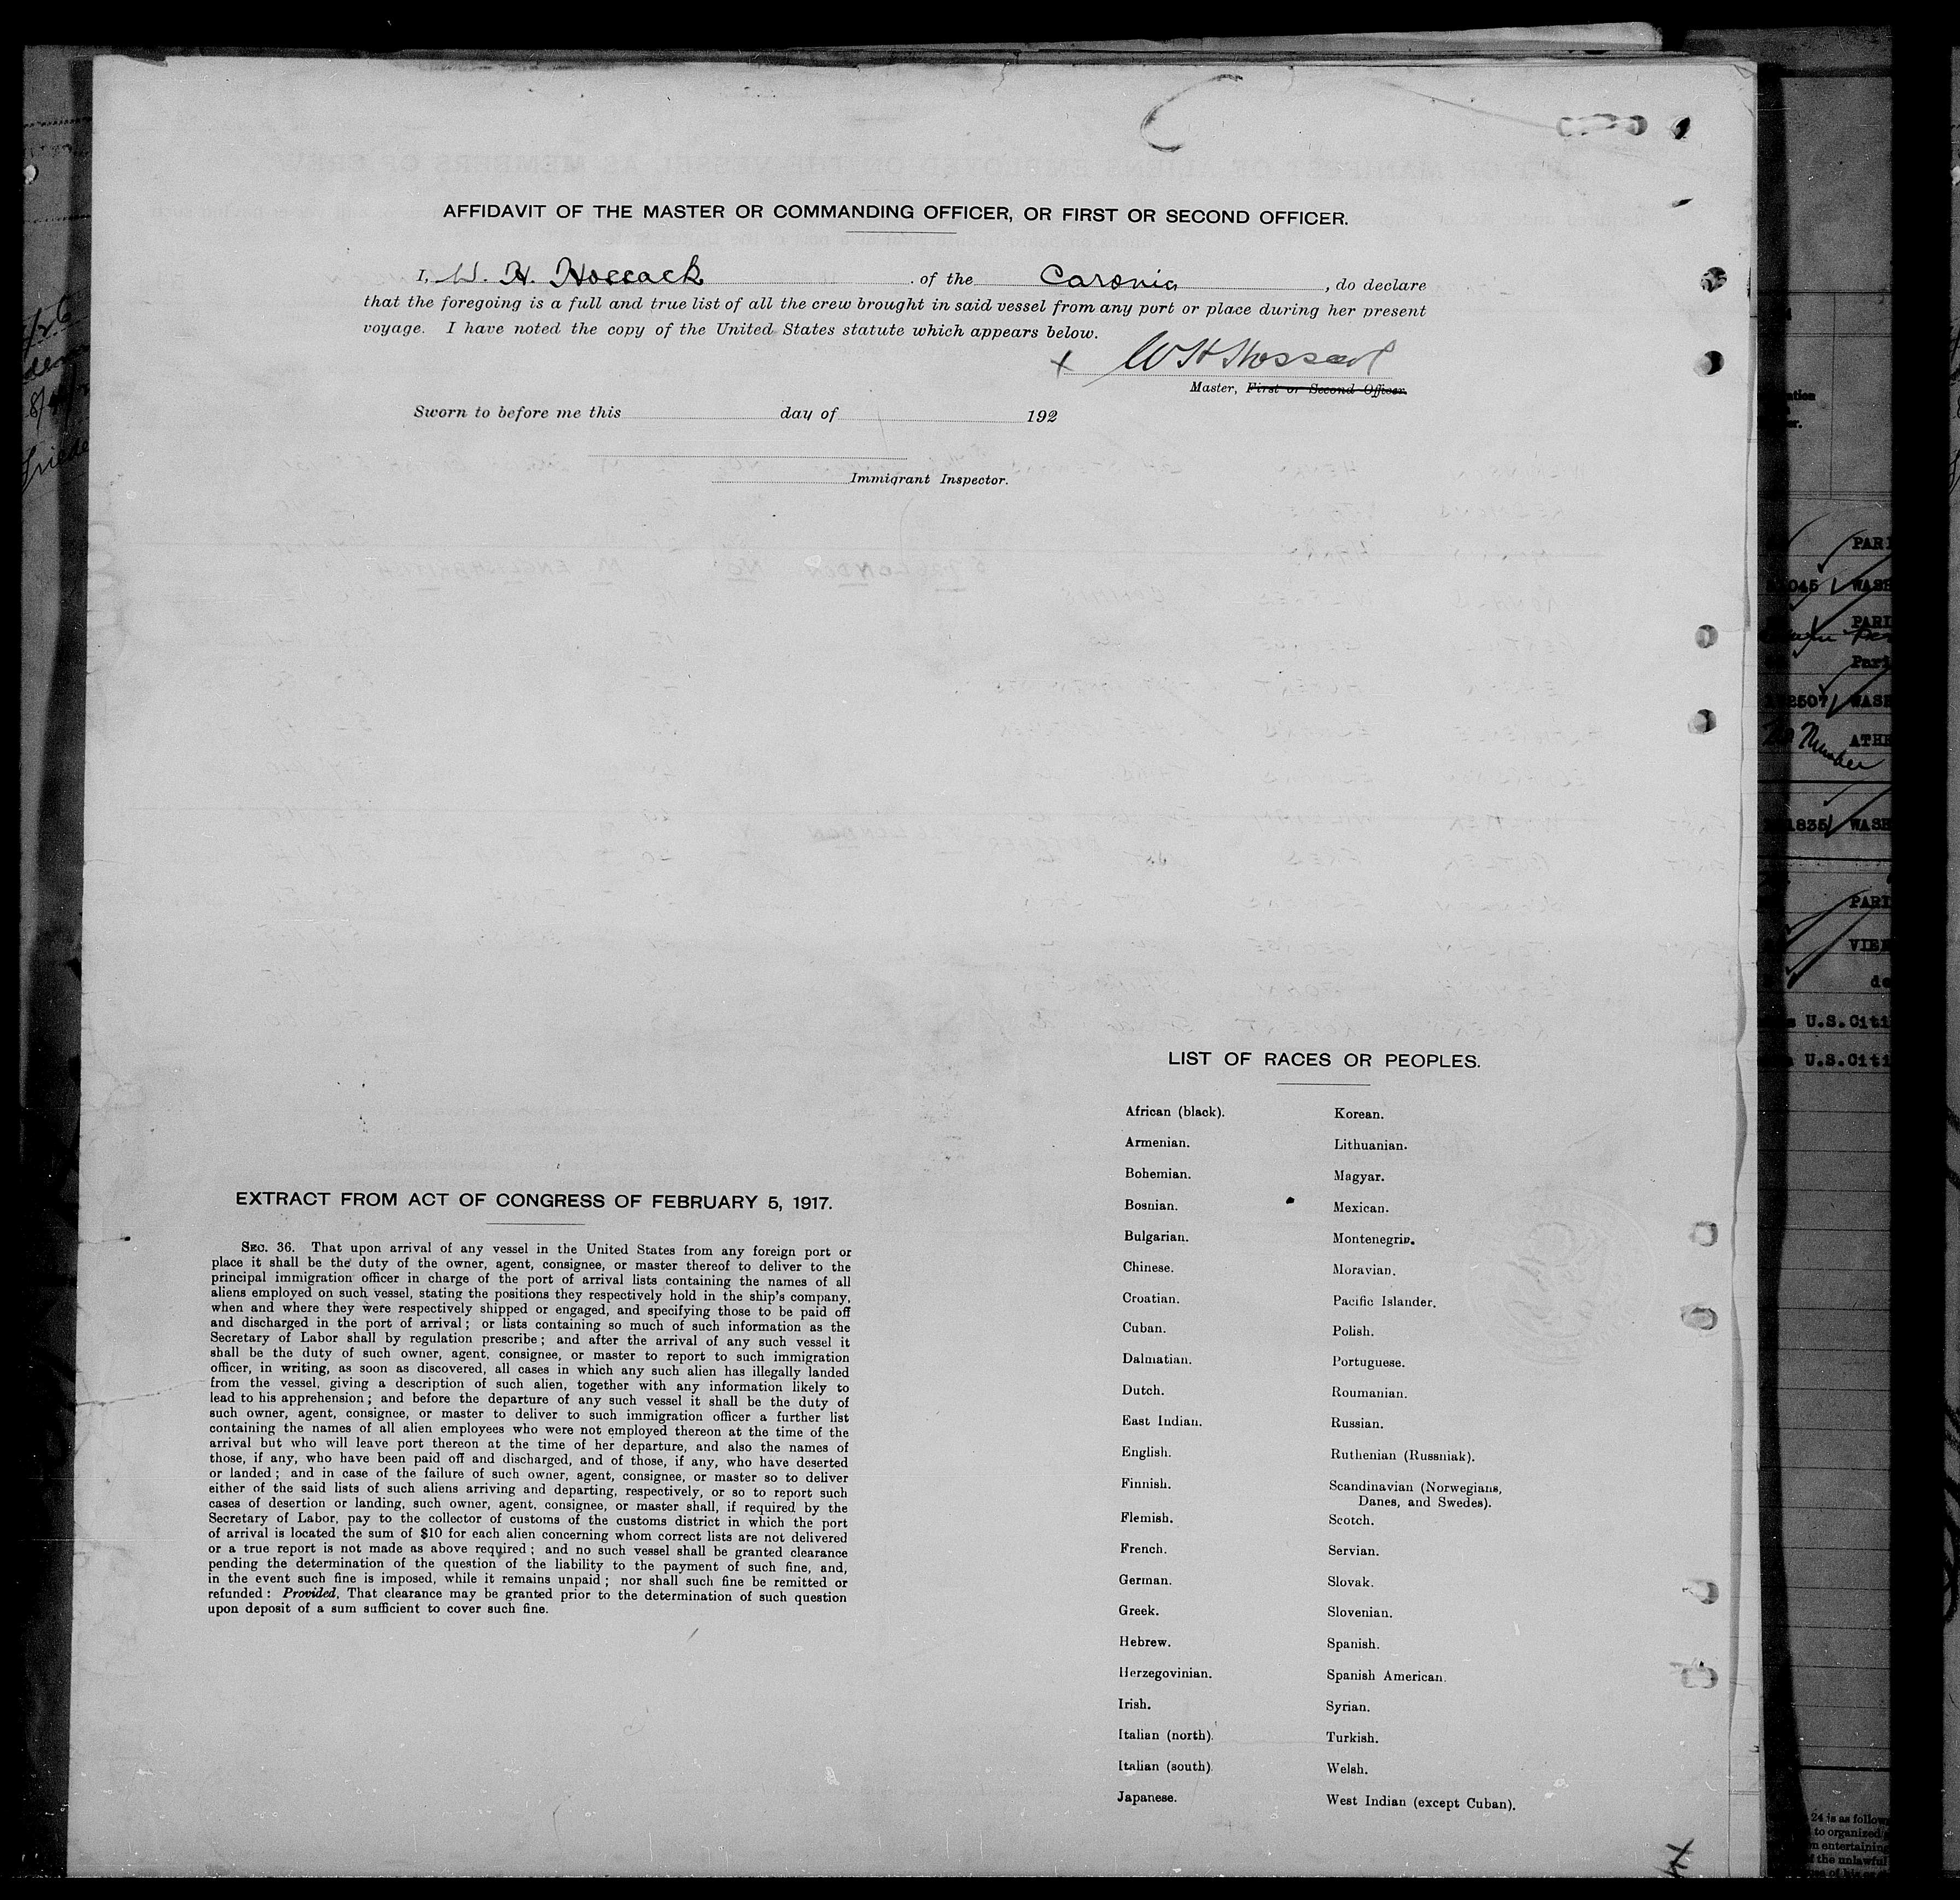 AFFIDAVIT OF THE MASTER OR COMMANDING OFFICER, OR FIRST OR SECOND OFFICER.
I, W. H. Hossack of the Caronia, do declare
that the foregoing is a full and true list of all the crew brought in said vessel from any port or place during her present
voyage. I have noted the copy of the United States statute which appears below.
x W H Hossack
Master, First or Second Officer.
Sworn to before me this day of 192
Immigrant Inspector.
LIST OF RACES OR PEOPLES.
African (black). Korean.
Armenian. Lithuanian.
Bohemian. Magyar.
Bosnian. Mexican.
Bulgarian. Montenegrin.
Chinese. Moravian.
Croatian. Pacific Islander.
Cuban. Polish.
Dalmatian. Portuguese.
Dutch. Roumanian.
East Indian. Russian.
English. Ruthenian (Russniak).
Finnish. Scandinavian (Norwegians,
Danes, and Swedes).
Flemish. Scotch.
French. Servian.
German. Slovak.
Greek. Slovenian.
Hebrew. Spanish.
Herzegovinian. Spanish American.
Irish. Syrian.
Italian (north). Turkish.
Italian (south). Welsh.
Japanese. West Indian (except Cuban).
EXTRACT FROM ACT OF CONGRESS OF FEBRUARY 5, 1917.
SEC. 36. That upon arrival of any vessel in the United States from any foreign port or
place it shall be the duty of the owner, agent, consignee, or master thereof to deliver to the
principal immigration officer in charge of the port of arrival lists containing the names of all
aliens employed on such vessel, stating the positions they respectively hold in the ship's company,
when and where they were respectively shipped or engaged, and specifying those to be paid off
and discharged in the port of arrival; or lists containing so much of such information as the
Secretary of Labor shall by regulation prescribe; and after the arrival of any such vessel it
shall be the duty of such owner, agent, consignee, or master to report to such immigration
officer, in writing, as soon as discovered, all cases in which any such alien has illegally landed
from the vessel, giving a description of such alien, together with any information likely to
lead to his apprehension; and before the departure of any such vessel it shall be the duty of
such owner, agent, consignee, or master to deliver to such immigration officer a further list
containing the names of all alien employees who were not employed thereon at the time of the
arrival but who will leave port thereon at the time of her departure, and also the names of
those, if any, who have been paid off and discharged, and of those, if any, who have deserted
or landed; and in case of the failure of such owner, agent, consignee, or master so to deliver
either of the said lists of such aliens arriving and departing, respectively, or so to report such
cases of desertion or landing, such owner, agent, consignee, or master shall, if required by the
Secretary of Labor, pay to the collector of customs of the customs district in which the port
of arrival is located the sum of $10 for each alien concerning whom correct lists are not delivered
or a true report is not made as above required; and no such vessel shall be granted clearance
pending the determination of the question of the liability to the payment of such fine, and,
in the event such fine is imposed, while it remains unpaid; nor shall such fine be remitted or
refunded: Provided, That clearance may be granted prior to the determination of such question
upon deposit of a sum sufficient to cover such fine.